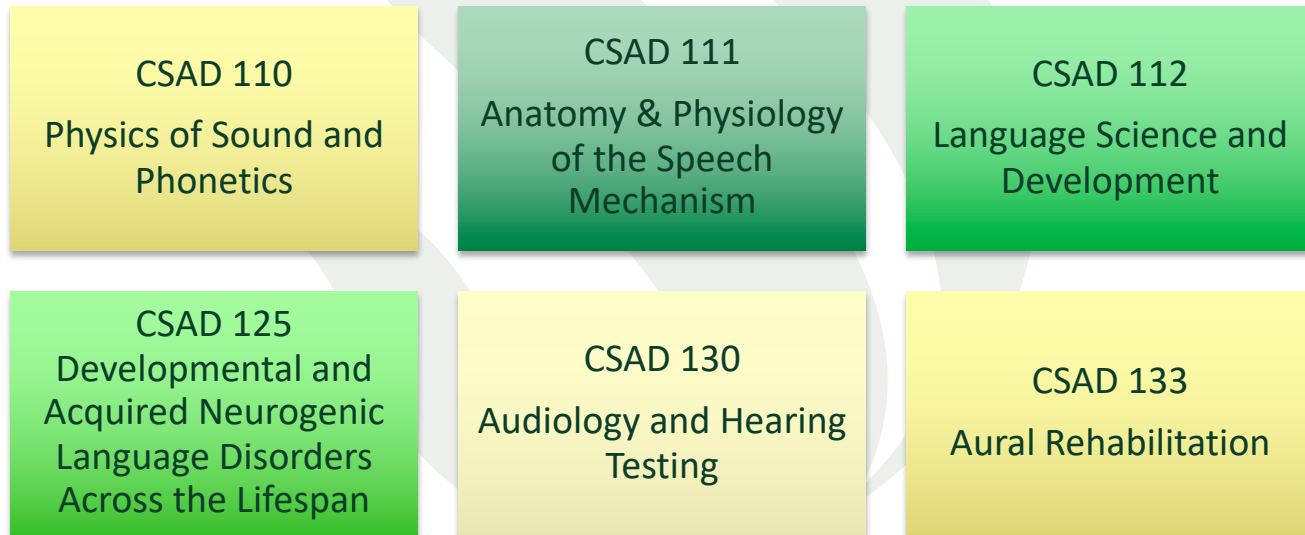 CSAD 110
Physics of Sound and
Phonetics
CSAD 111
Anatomy & Physiology
of the Speech
Mechanism
CSAD 112
Language Science and
Development
CSAD 125
Developmental and
Acquired Neurogenic
Language Disorders
Across the Lifespan
CSAD 130
Audiology and Hearing
Testing
CSAD 133
Aural Rehabilitation